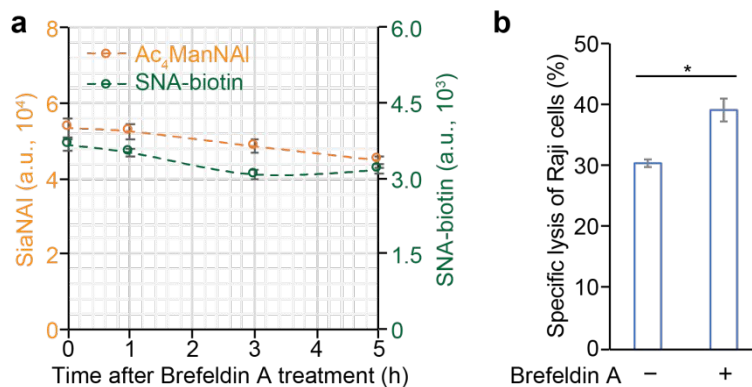 a
Ac₄ManNAl
SNA-biotin
SiaNAl (a.u., 10⁴)
8
6
4
2
0
SNA-biotin (a.u., 10³)
6.0
4.5
3.0
1.5
0
0 1 2 3 4 5
Time after Brefeldin A treatment (h)
b
*
Specific lysis of Raji cells (%)
50
40
30
20
10
0
Brefeldin A − +